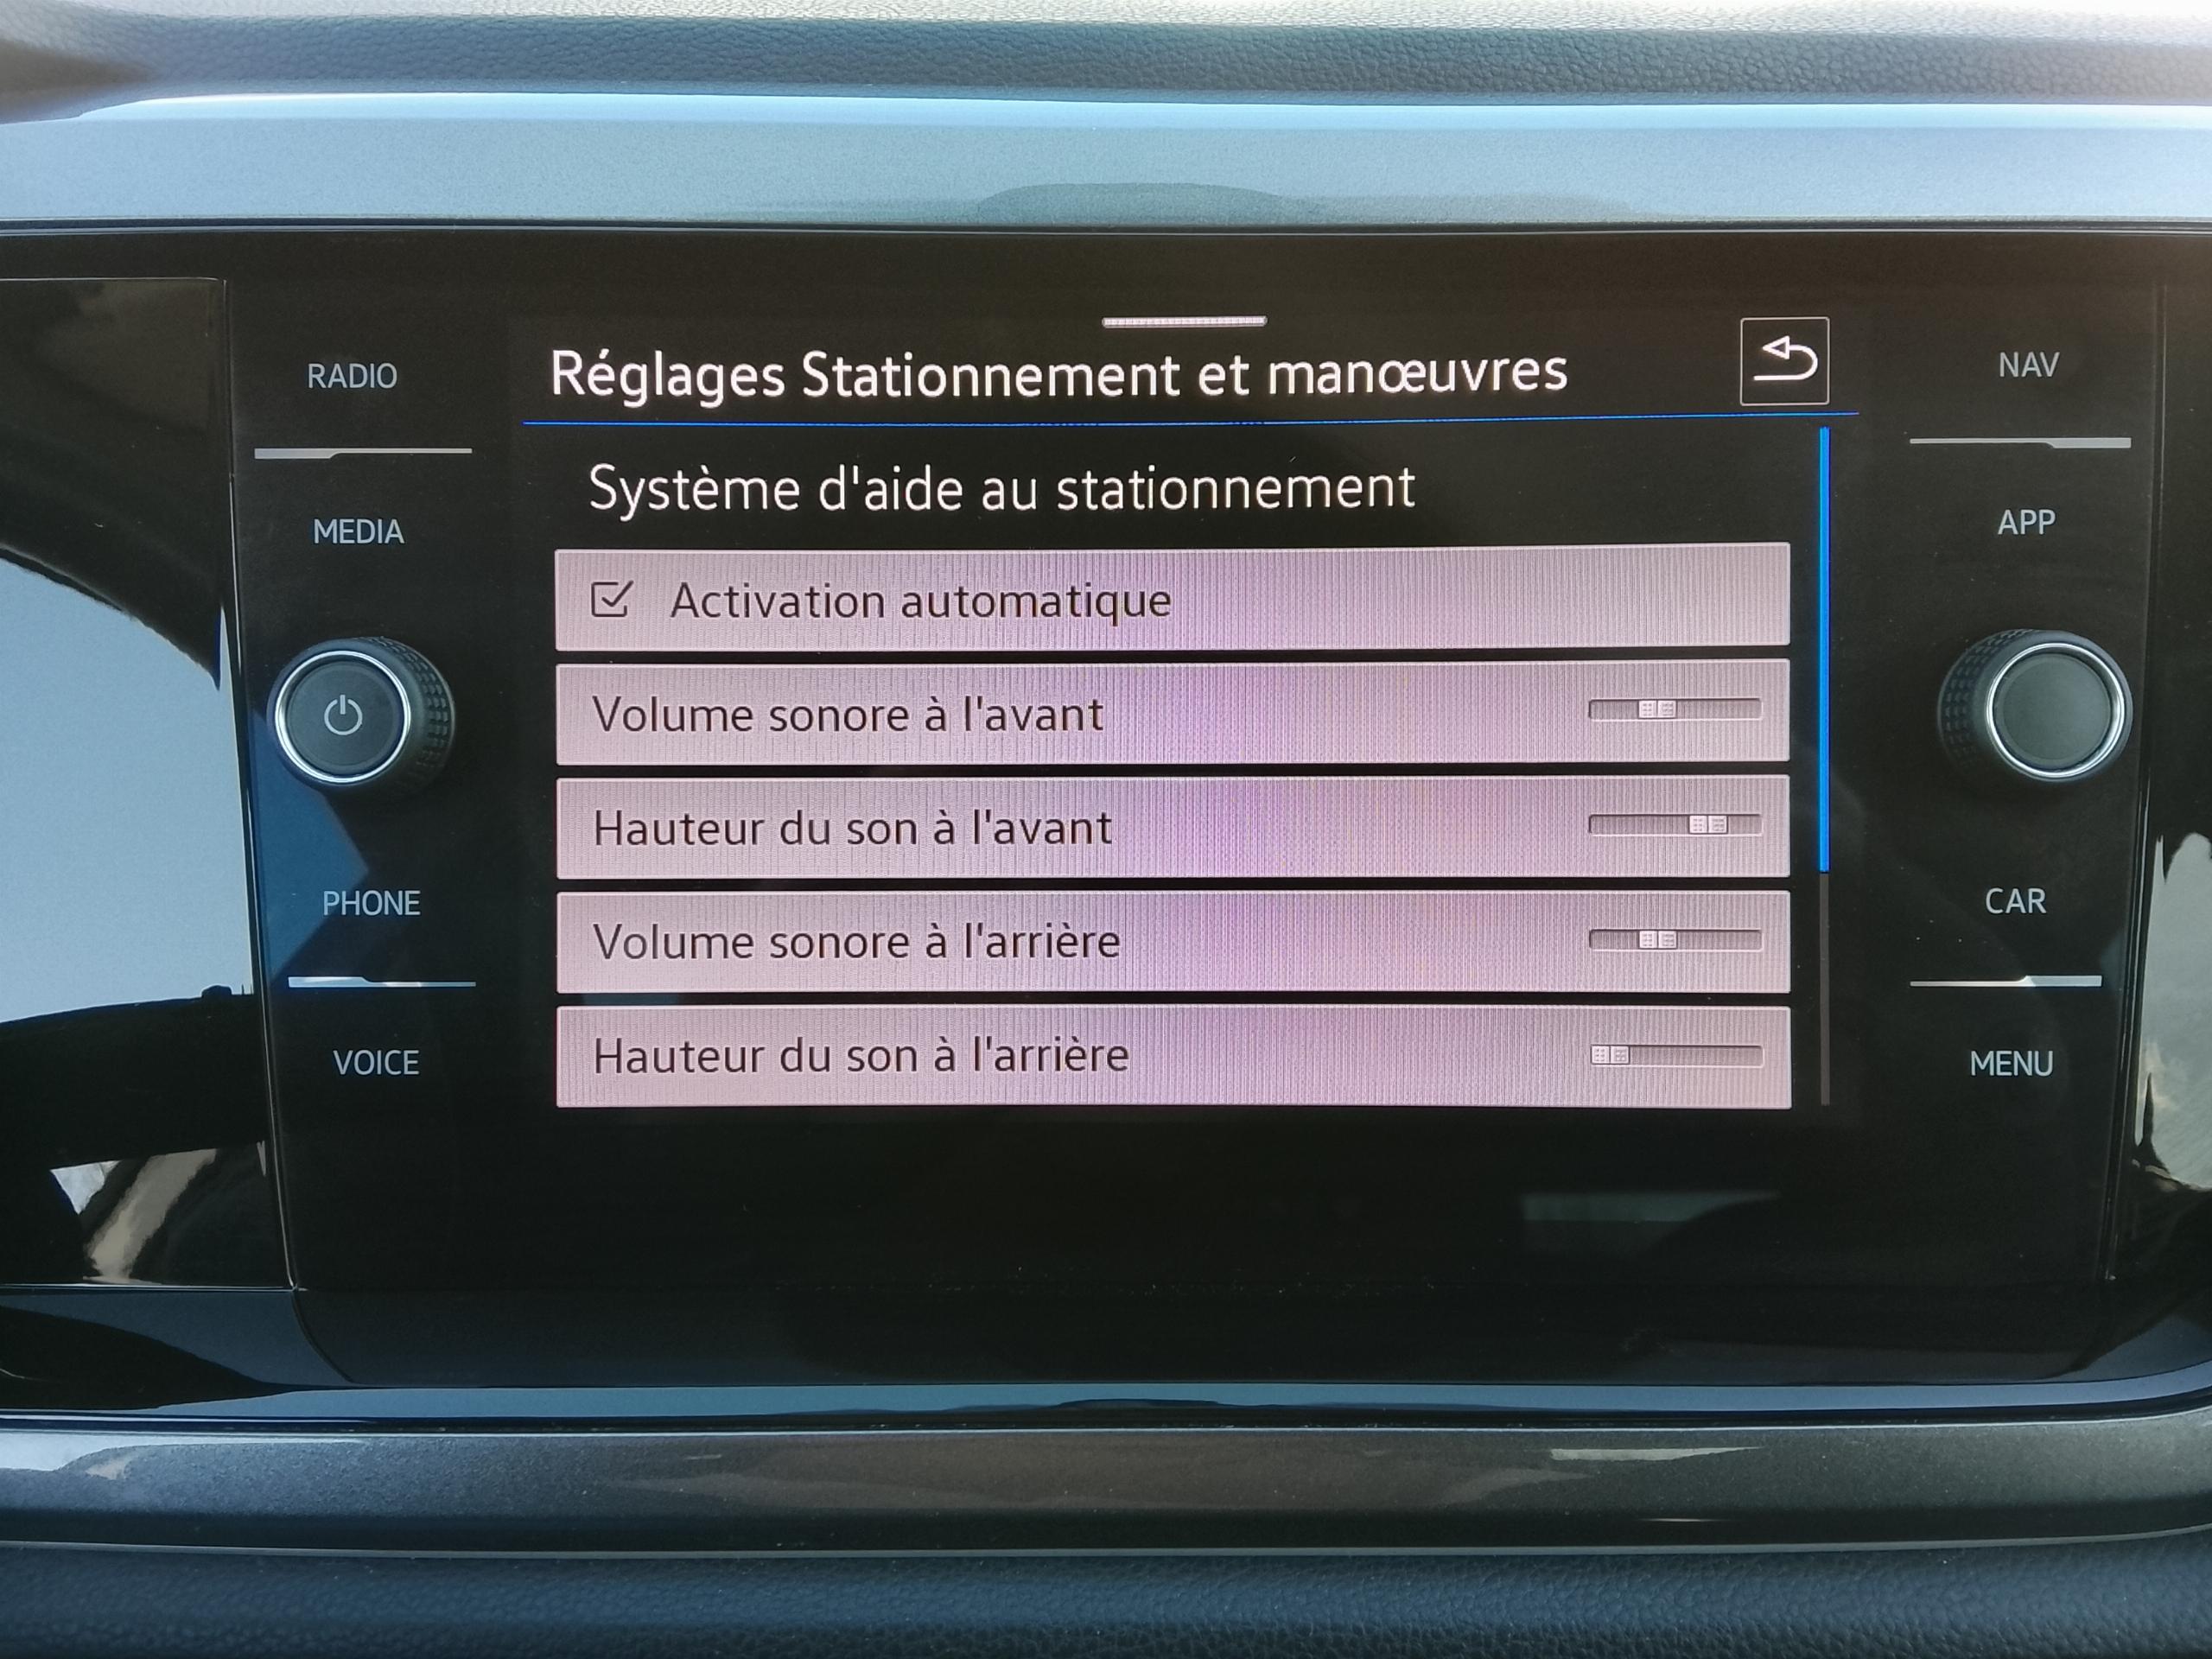 Réglages Stationnement et manœuvres
Système d'aide au stationnement
Activation automatique
Volume sonore à l'avant
Hauteur du son à l'avant
Volume sonore à l'arrière
Hauteur du son à l'arrière
RADIO
MEDIA
PHONE
VOICE
NAV
APP
CAR
MENU